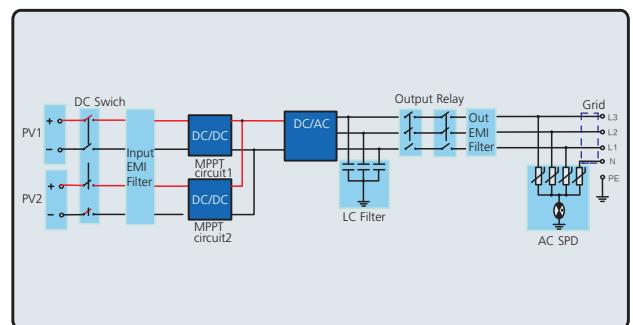 DC Swich
Output Relay
Grid
PV1
+
−
PV2
+
−
Input
EMI
Filter
DC/DC
MPPT
circuit1
DC/DC
MPPT
circuit2
DC/AC
LC Filter
Out
EMI
Filter
L3
L2
L1
N
PE
AC SPD